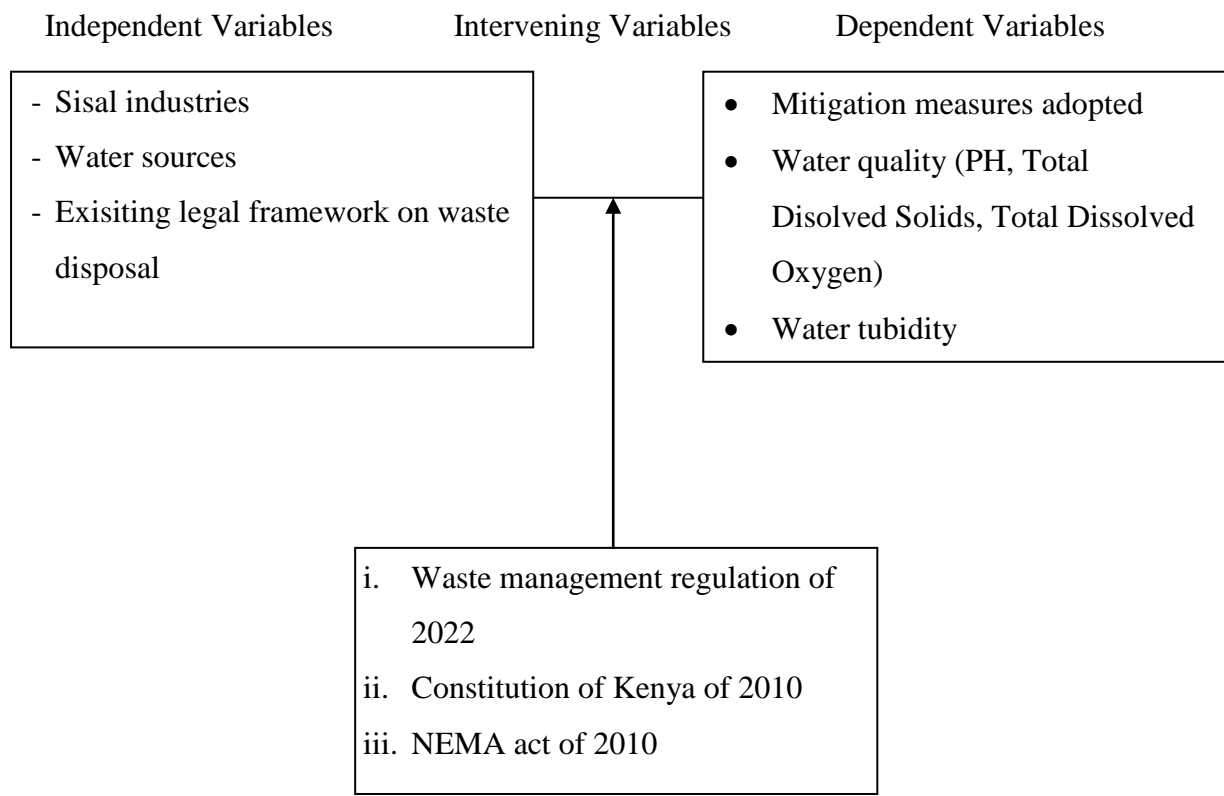 Independent Variables
Intervening Variables
Dependent Variables
- Sisal industries
- Water sources
- Exisiting legal framework on waste
disposal
• Mitigation measures adopted
• Water quality (PH, Total
Disolved Solids, Total Dissolved
Oxygen)
• Water tubidity
i. Waste management regulation of
2022
ii. Constitution of Kenya of 2010
iii. NEMA act of 2010